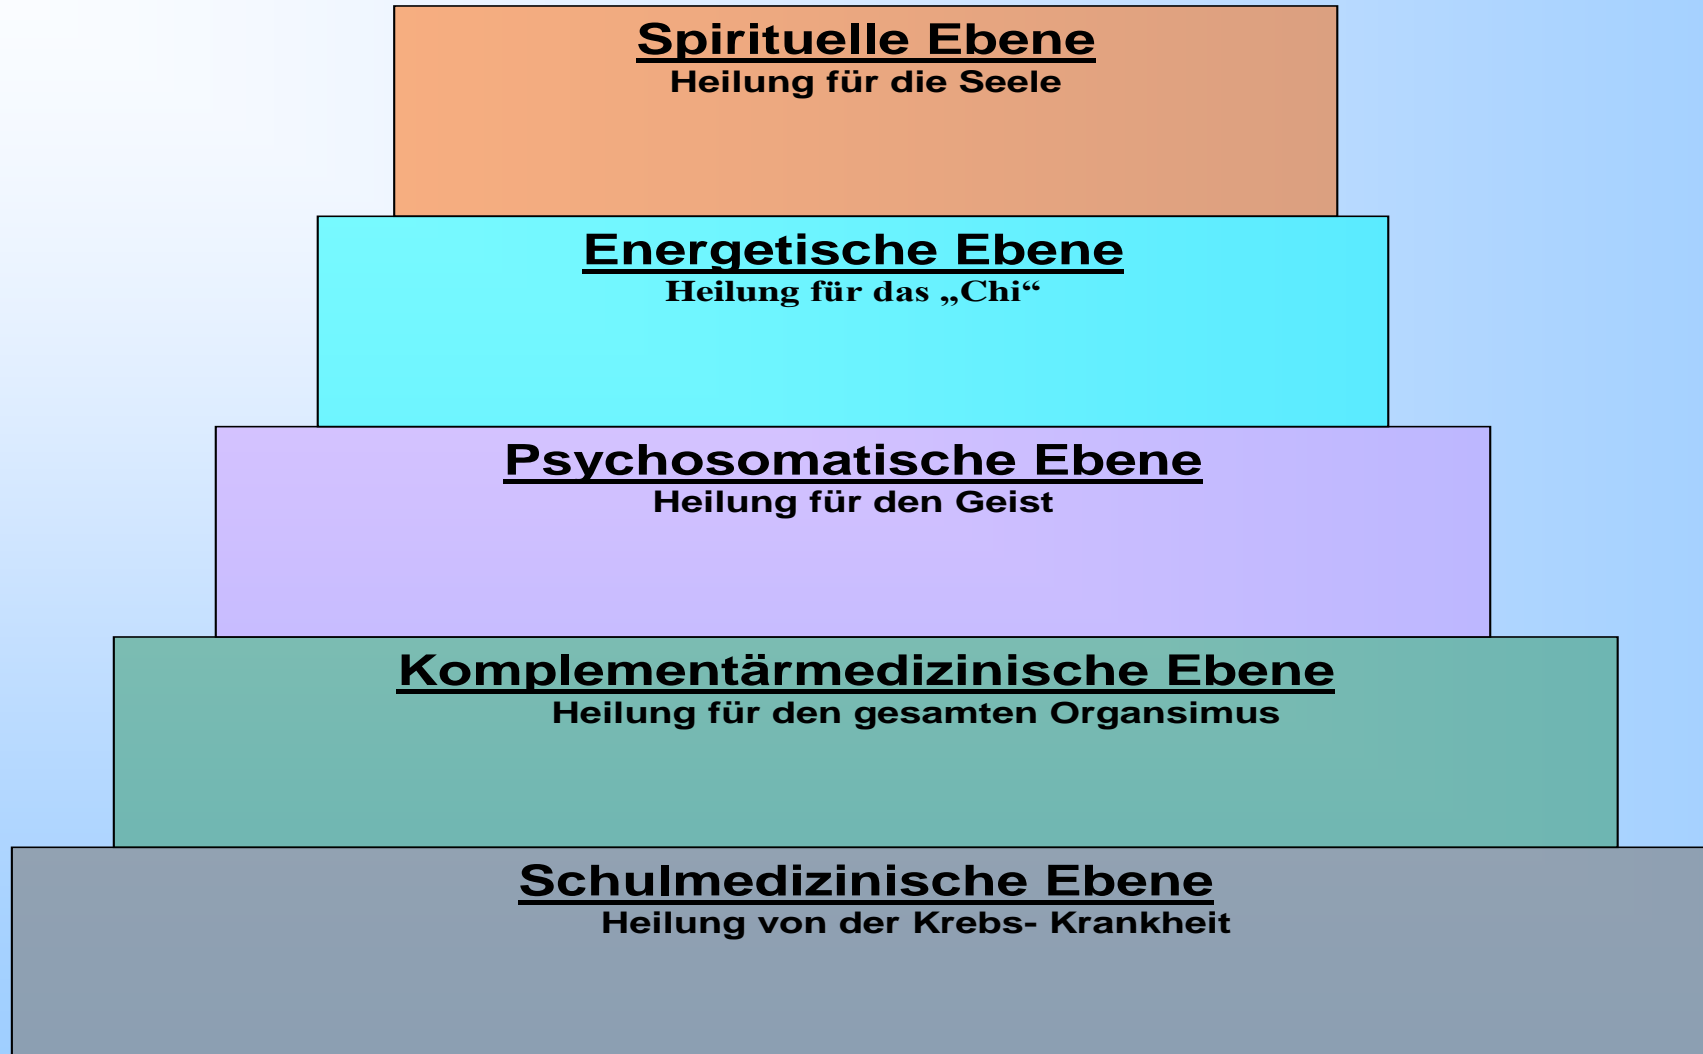 Spirituelle Ebene
Heilung für die Seele
Energetische Ebene
Heilung für das „Chi“
Psychosomatische Ebene
Heilung für den Geist
Komplementärmedizinische Ebene
Heilung für den gesamten Organsimus
Schulmedizinische Ebene
Heilung von der Krebs- Krankheit